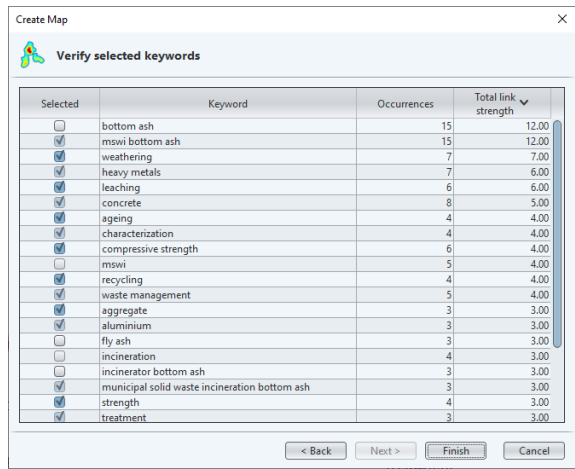 Create Map
Verify selected keywords
Selected Keyword Occurrences Total link strength
bottom ash 15 12.00
mswi bottom ash 15 12.00
weathering 7 7.00
heavy metals 7 6.00
leaching 6 6.00
concrete 8 5.00
ageing 4 4.00
characterization 4 4.00
compressive strength 6 4.00
mswi 5 4.00
recycling 4 4.00
waste management 5 4.00
aggregate 3 3.00
aluminium 3 3.00
fly ash 3 3.00
incineration 4 3.00
incinerator bottom ash 3 3.00
municipal solid waste incineration bottom ash 3 3.00
strength 4 3.00
treatment 3 3.00
< Back Next > Finish Cancel